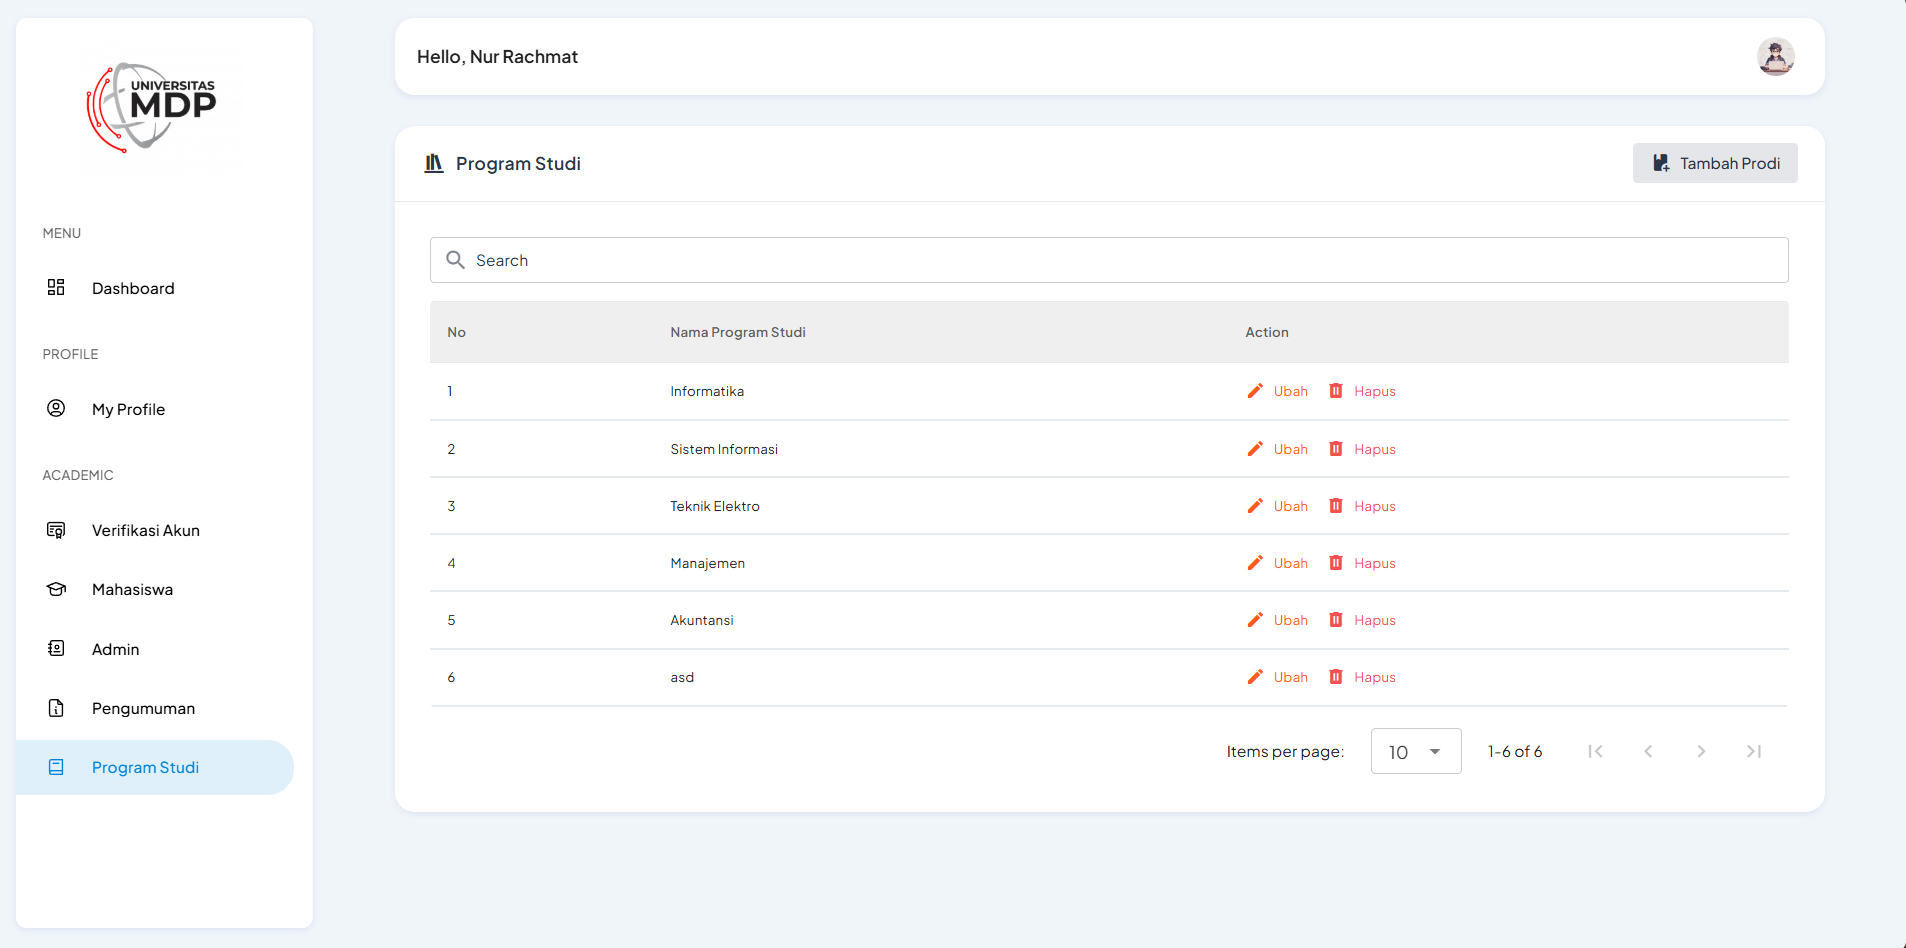 UNIVERSITAS
MDP
MENU
Dashboard
PROFILE
My Profile
ACADEMIC
Verifikasi Akun
Mahasiswa
Admin
Pengumuman
Program Studi
Hello, Nur Rachmat
Program Studi
Tambah Prodi
Search
No Nama Program Studi Action
1 Informatika Ubah Hapus
2 Sistem Informasi Ubah Hapus
3 Teknik Elektro Ubah Hapus
4 Manajemen Ubah Hapus
5 Akuntansi Ubah Hapus
6 asd Ubah Hapus
Items per page: 10 1-6 of 6